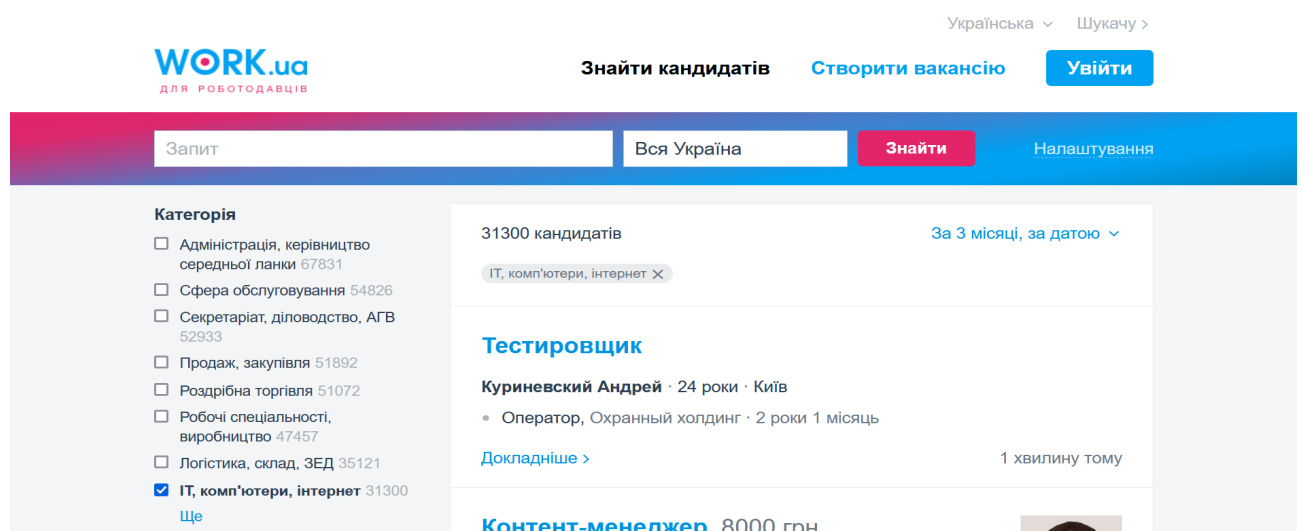 Українська Шукачу
WORK.ua
ДЛЯ РОБОТОДАВЦІВ
Знайти кандидатів Створити вакансію Увійти
Запит Вся Україна Знайти Налаштування
Категорія
Адміністрація, керівництво
середньої ланки 67831
Сфера обслуговування 54826
Секретаріат, діловодство, АГВ
52933
Продаж, закупівля 51892
Роздрібна торгівля 51072
Робочі спеціальності,
виробництво 47457
Логістика, склад, ЗЕД 35121
ІТ, комп'ютери, інтернет 31300
Ще
31300 кандидатів За 3 місяці, за датою
ІТ, комп'ютери, інтернет
Тестировщик
Куриневский Андрей · 24 роки · Київ
• Оператор, Охранный холдинг · 2 роки 1 місяць
Докладніше 1 хвилину тому
Контент-менеджер, 8000 грн